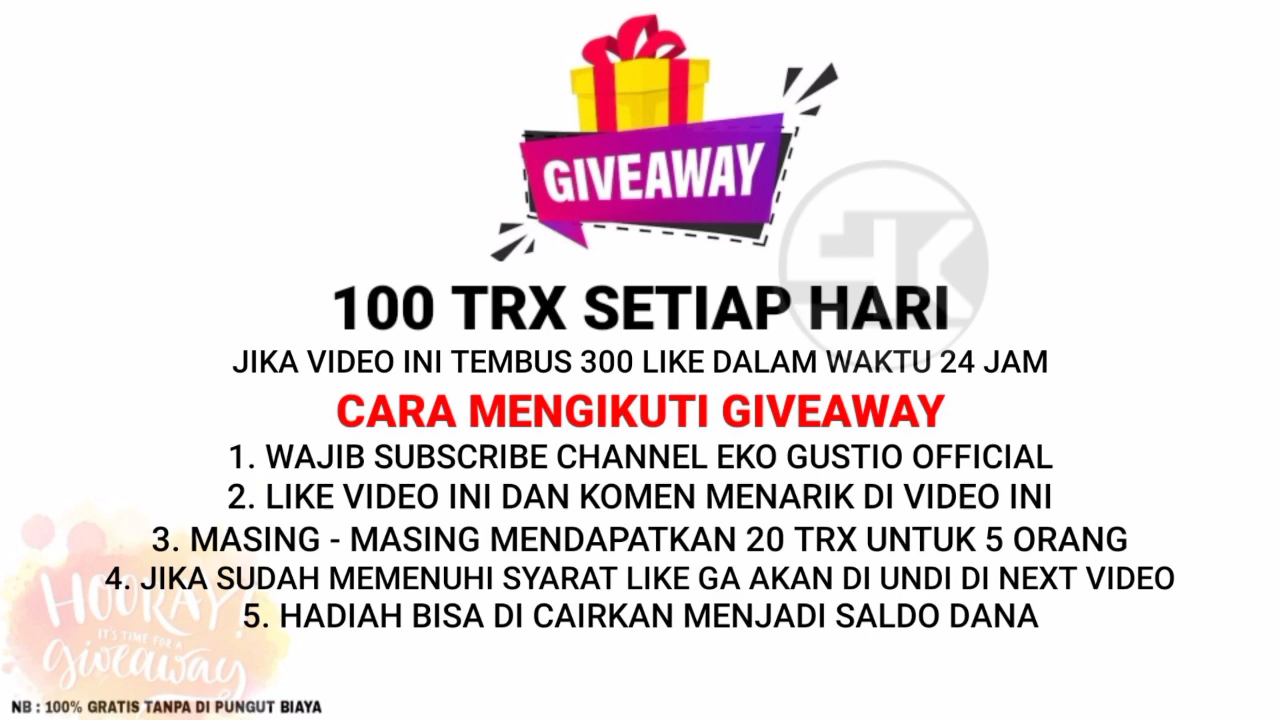 GIVEAWAY
100 TRX SETIAP HARI
JIKA VIDEO INI TEMBUS 300 LIKE DALAM WAKTU 24 JAM
CARA MENGIKUTI GIVEAWAY
1. WAJIB SUBSCRIBE CHANNEL EKO GUSTIO OFFICIAL
2. LIKE VIDEO INI DAN KOMEN MENARIK DI VIDEO INI
3. MASING - MASING MENDAPATKAN 20 TRX UNTUK 5 ORANG
4. JIKA SUDAH MEMENUHI SYARAT LIKE GA AKAN DI UNDI DI NEXT VIDEO
5. HADIAH BISA DI CAIRKAN MENJADI SALDO DANA
HOORAY!
IT'S TIME FOR A
giveaway
NB : 100% GRATIS TANPA DI PUNGUT BIAYA